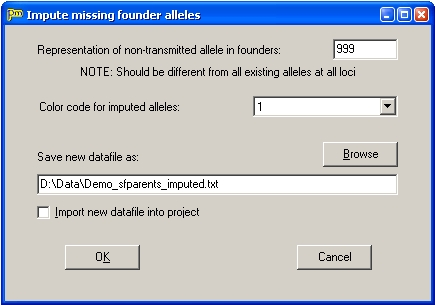 Pm Impute missing founder alleles
Representation of non-transmitted allele in founders: 999
NOTE: Should be different from all existing alleles at all loci
Color code for imputed alleles: 1
Save new datafile as: Browse
D:\Data\Demo_sfparents_imputed.txt
Import new datafile into project
OK Cancel